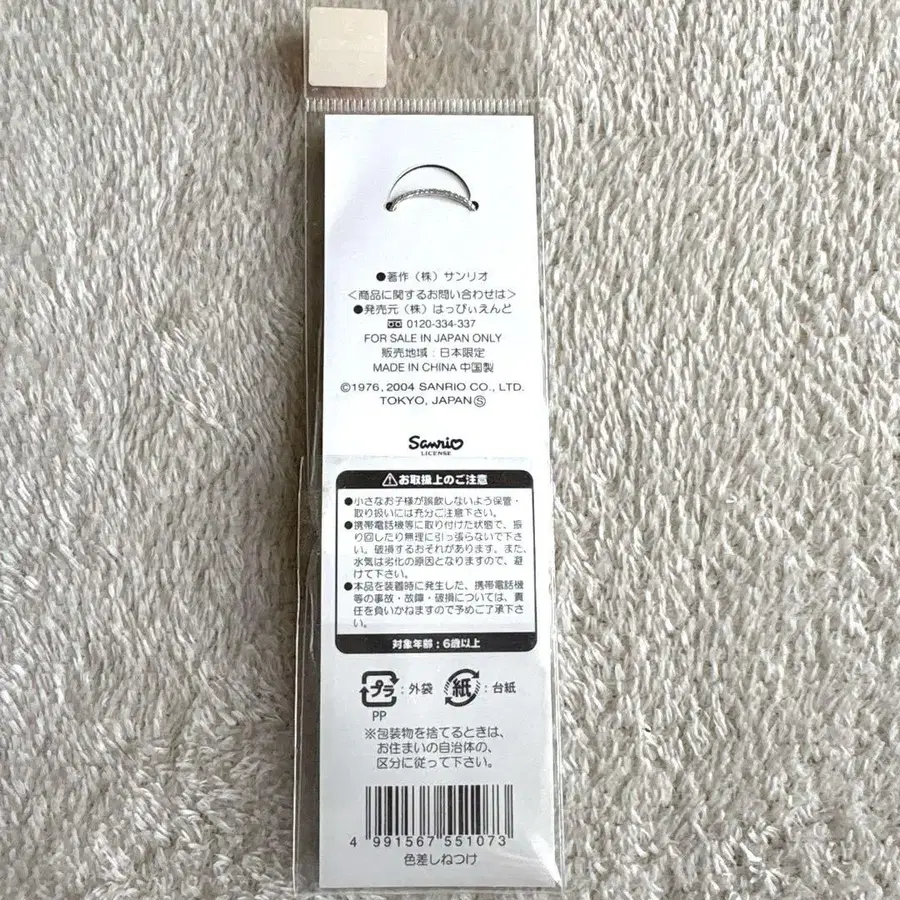 ●著作（株）サンリオ
＜商品に関するお問い合わせは＞
●発売元（株）はっぴぃえんど
0120-334-337
FOR SALE IN JAPAN ONLY
販売地域：日本限定
MADE IN CHINA 中国製
©1976, 2004 SANRIO CO., LTD.
TOKYO, JAPAN Ⓢ
Sanrio
LICENSE
⚠お取扱上のご注意
●小さなお子様が誤飲しないよう保管・
取り扱いには充分ご注意下さい。
●携帯電話機等に取り付けた状態で、振
り回したり無理に引っ張らないで下さ
い。破損するおそれがあります。また、
水気は劣化の原因となりますので、避
けて下さい。
●本品を装着時に発生した、携帯電話機
等の事故・故障・破損については、責
任を負いかねますので予めご了承下さ
い。
対象年齢：6歳以上
プラ：外袋 紙：台紙
PP
※包装物を捨てるときは、
お住まいの自治体の、
区分に従って下さい。
4 991567 551073
色差しねつけ